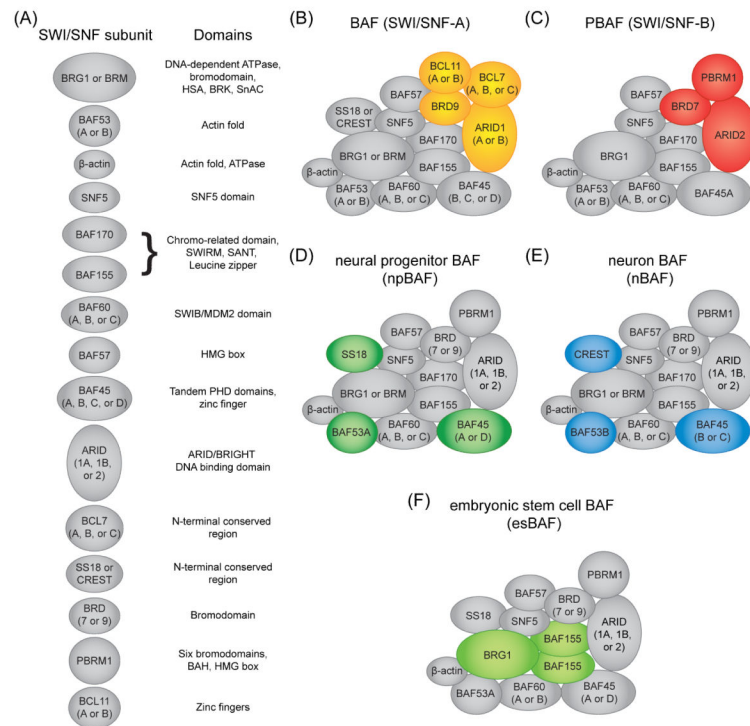 (A)
SWI/SNF subunit
Domains
BRG1 or BRM
DNA-dependent ATPase,
bromodomain,
HSA, BRK, SnAC
BAF53
(A or B)
Actin fold
β-actin
Actin fold, ATPase
SNF5
SNF5 domain
BAF170
BAF155
}
Chromo-related domain,
SWIRM, SANT,
Leucine zipper
BAF60
(A, B, or C)
SWIB/MDM2 domain
BAF57
HMG box
BAF45
(A, B, C, or D)
Tandem PHD domains,
zinc finger
ARID
(1A, 1B,
or 2)
ARID/BRIGHT
DNA binding domain
BCL7
(A, B, or C)
N-terminal conserved
region
SS18 or
CREST
N-terminal conserved
region
BRD
(7 or 9)
Bromodomain
PBRM1
Six bromodomains,
BAH, HMG box
BCL11
(A or B)
Zinc fingers
(B)
BAF (SWI/SNF-A)
BCL11
(A or B)
BCL7
(A, B, or C)
BAF57
BRD9
SS18 or
CREST
SNF5
ARID1
(A or B)
BAF170
BRG1 or BRM
BAF155
β-actin
BAF53
(A or B)
BAF60
(A, B, or C)
BAF45
(B, C, or D)
(C)
PBAF (SWI/SNF-B)
PBRM1
BAF57
BRD7
SNF5
ARID2
BAF170
BRG1
BAF155
β-actin
BAF53
(A or B)
BAF60
(A, B, or C)
BAF45A
(D)
neural progenitor BAF
(npBAF)
PBRM1
BAF57
BRD
(7 or 9)
SS18
SNF5
ARID
(1A, 1B,
or 2)
BAF170
BRG1 or BRM
BAF155
β-actin
BAF53A
BAF60
(A, B, or C)
BAF45
(A or D)
(E)
neuron BAF
(nBAF)
PBRM1
BAF57
BRD
(7 or 9)
CREST
SNF5
ARID
(1A, 1B,
or 2)
BAF170
BRG1 or BRM
BAF155
β-actin
BAF53B
BAF60
(A, B, or C)
BAF45
(B or C)
(F)
embryonic stem cell BAF
(esBAF)
PBRM1
BAF57
BRD
(7 or 9)
SS18
SNF5
ARID
(1A, 1B,
or 2)
BAF155
BRG1
BAF155
β-actin
BAF53A
BAF60
(A or B)
BAF45
(A or D)